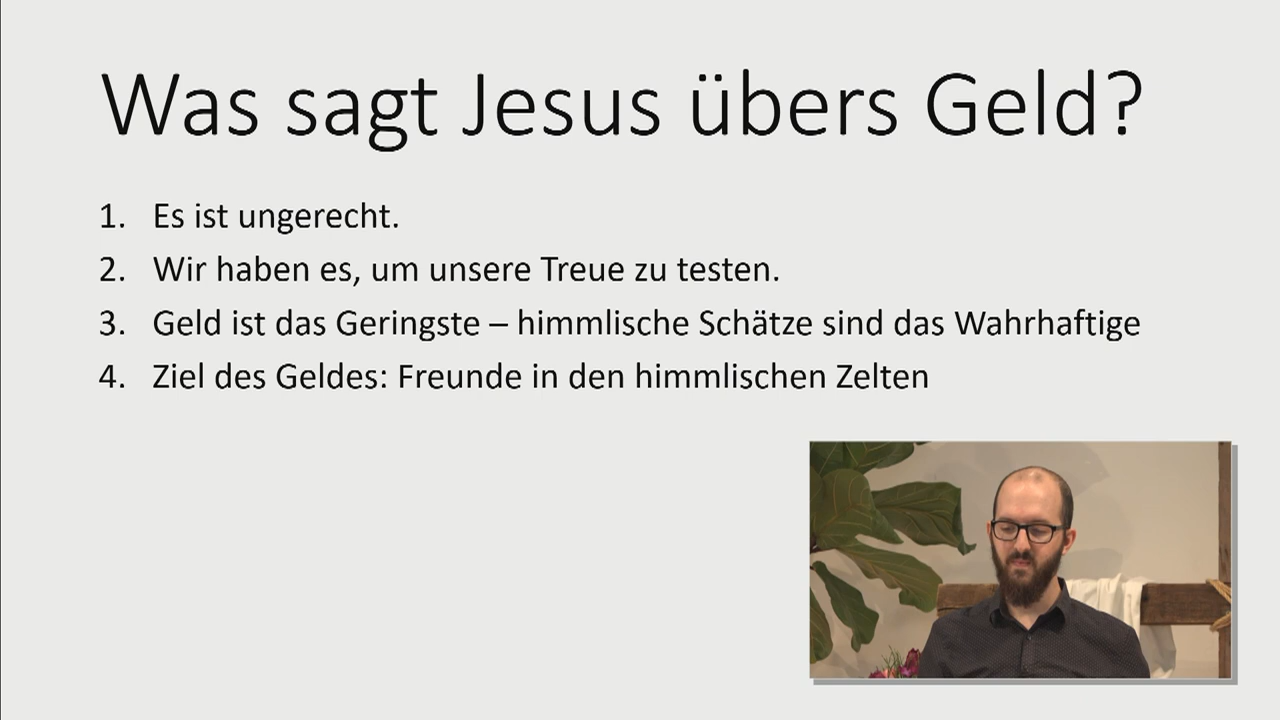 Was sagt Jesus übers Geld?
1. Es ist ungerecht.
2. Wir haben es, um unsere Treue zu testen.
3. Geld ist das Geringste – himmlische Schätze sind das Wahrhaftige
4. Ziel des Geldes: Freunde in den himmlischen Zelten